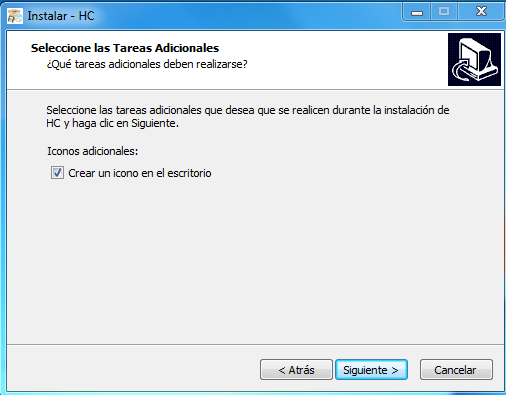 Instalar - HC
Seleccione las Tareas Adicionales
¿Qué tareas adicionales deben realizarse?
Seleccione las tareas adicionales que desea que se realicen durante la instalación de
HC y haga clic en Siguiente.
Iconos adicionales:
Crear un icono en el escritorio
< Atrás
Siguiente >
Cancelar